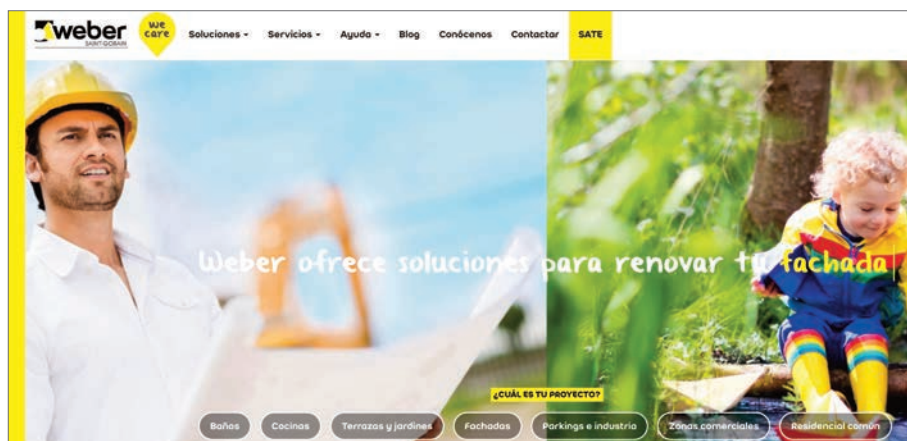 weber
SAINT-GOBAIN
we
care
Soluciones
Servicios
Ayuda
Blog
Conócenos
Contactar
SATE
Weber ofrece soluciones para renovar tu fachada
¿CUÁL ES TU PROYECTO?
Baños
Cocinas
Terrazas y jardines
Fachadas
Parkings e industria
Zonas comerciales
Residencial común